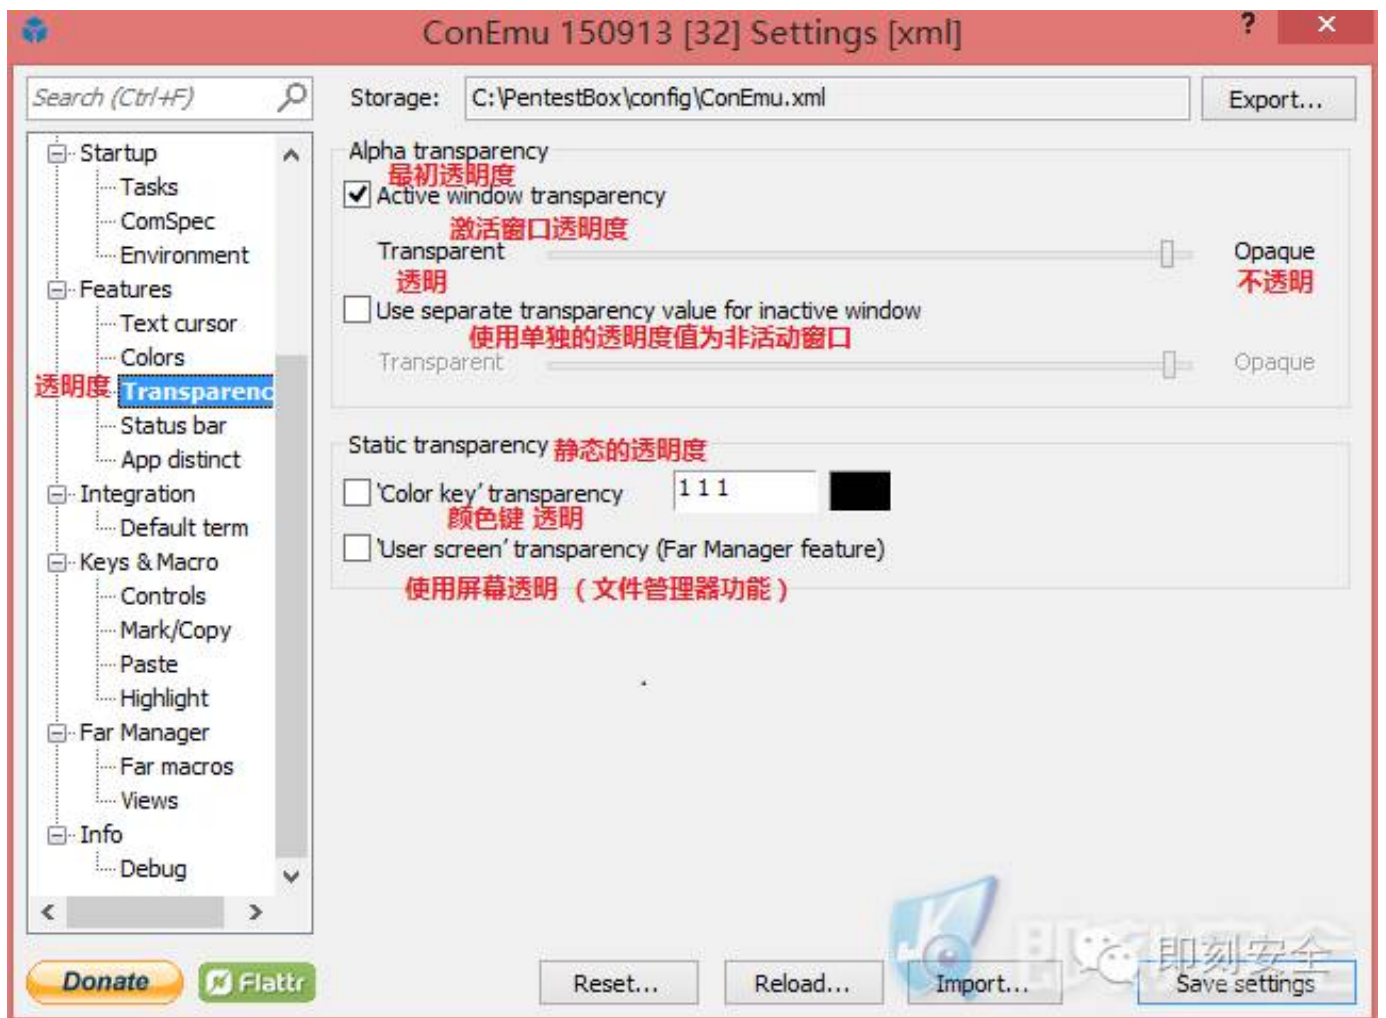 ConEmu 150913 [32] Settings [xml]
?
Search (Ctrl+F)
Storage:
C:\PentestBox\config\ConEmu.xml
Export...
Startup
Tasks
ComSpec
Environment
Features
Text cursor
Colors
透明度
Transparenc
Status bar
App distinct
Integration
Default term
Keys & Macro
Controls
Mark/Copy
Paste
Highlight
Far Manager
Far macros
Views
Info
Debug
Alpha transparency
最初透明度
Active window transparency
激活窗口透明度
Transparent
Opaque
透明
不透明
Use separate transparency value for inactive window
使用单独的透明度值为非活动窗口
Transparent
Opaque
Static transparency
静态的透明度
'Color key' transparency
1 1 1
颜色键 透明
'User screen' transparency (Far Manager feature)
使用屏幕透明 （文件管理器功能）
即刻安全
Donate
Flattr
Reset...
Reload...
Import...
Save settings